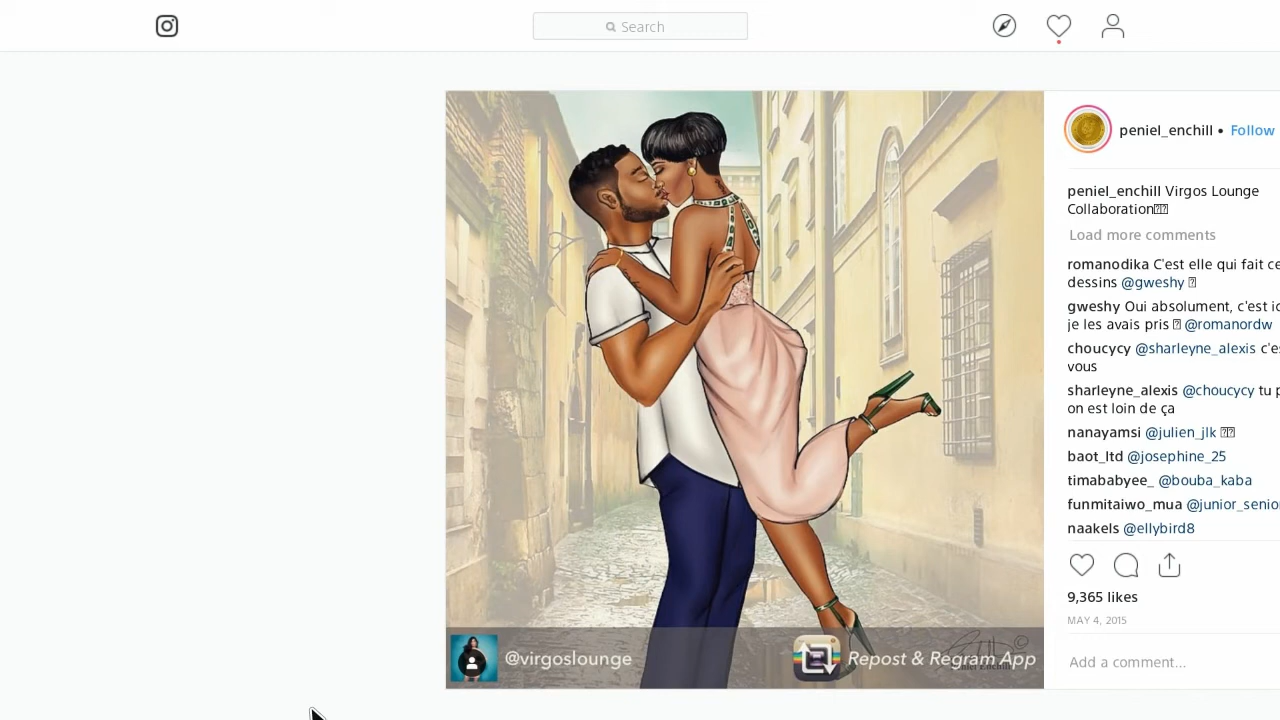 Search
peniel_enchill • Follow
peniel_enchill Virgos Lounge
Collaboration
Load more comments
romanodika C'est elle qui fait ce
dessins @gweshy
gweshy Oui absolument, c'est ic
je les avais pris @romanordw
choucycy @sharleyne_alexis c'es
vous
sharleyne_alexis @choucycy tu p
on est loin de ça
nanayamsi @julien_jlk
baot_ltd @josephine_25
timababyee_ @bouba_kaba
funmitaiwo_mua @junior_senio
naakels @ellybird8
9,365 likes
MAY 4, 2015
Add a comment...
@virgoslounge
Repost & Regram App